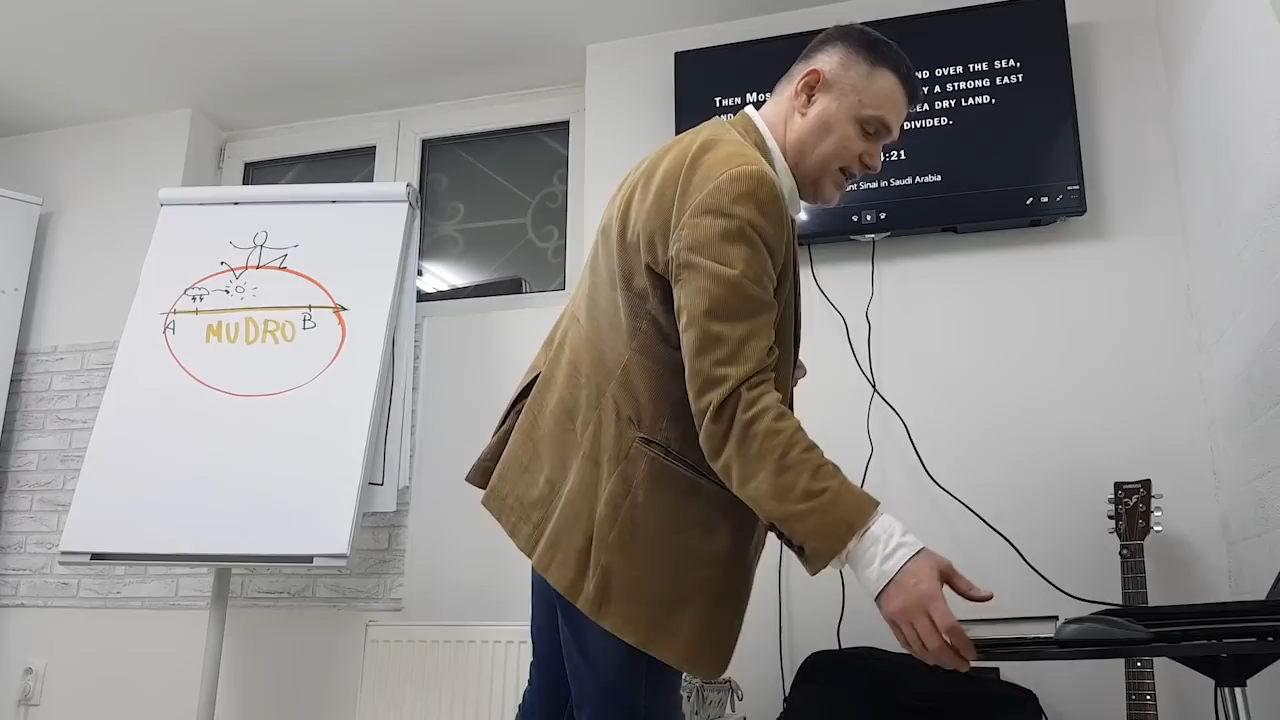 A
B
MUDRO
Then Mos
nd over the sea,
y a strong east
and
sea dry land,
divided.
4:21
unt Sinai in Saudi Arabia
YAMAHA